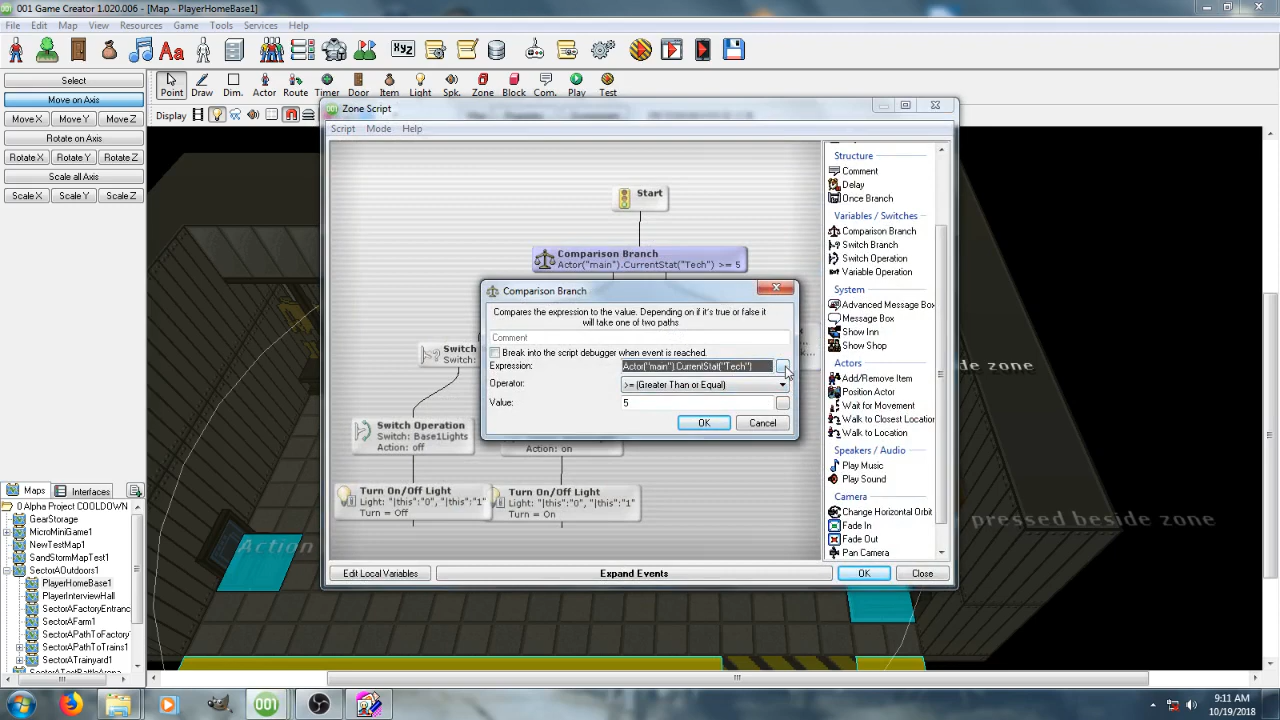 001 Game Creator 1.020.006 - [Map - PlayerHomeBase1]
File Edit Map View Resources Game Tools Services Help
Select
Move on Axis
Move X Move Y Move Z
Rotate on Axis
Rotate X Rotate Y Rotate Z
Scale all Axis
Scale X Scale Y Scale Z
Point Draw Dim. Actor Route Timer Door Item Light Spk. Zone Block Com. Play Test
Display
Zone Script
Script Mode Help
Start
Comparison Branch
Actor("main").CurrentStat("Tech") >= 5
Switch
Switch:
Switch Operation
Switch: Base1Lights
Action: off
Action: on
Turn On/Off Light
Light: "|this":"0", "|this":"1"
Turn = Off
Turn On/Off Light
Light: "|this":"0", "|this":"1"
Turn = On
Comparison Branch
Compares the expression to the value. Depending on if it's true or false it
will take one of two paths
Comment
Break into the script debugger when event is reached.
Expression: Actor("main").CurrentStat("Tech")
Operator: >= (Greater Than or Equal)
Value: 5
OK Cancel
Structure
Comment
Delay
Once Branch
Variables / Switches
Comparison Branch
Switch Branch
Switch Operation
Variable Operation
System
Advanced Message Box
Message Box
Show Inn
Show Shop
Actors
Add/Remove Item
Position Actor
Wait for Movement
Walk to Closest Location
Walk to Location
Speakers / Audio
Play Music
Play Sound
Camera
Change Horizontal Orbit
Fade In
Fade Out
Pan Camera
Edit Local Variables Expand Events OK Close
beside zone
pressed beside zone
Action
Maps Interfaces
0 Alpha Project COOLDOWN
GearStorage
MicroMiniGame1
NewTestMap1
SandStormMapTest1
SectorAOutdoors1
PlayerHomeBase1
PlayerInterviewHall
SectorAFactoryEntranc
SectorAFarm1
SectorAPathToFactory
SectorAPathToTrains1
SectorATrainyard1
SectorATestBattleArena
9:11 AM
10/19/2018